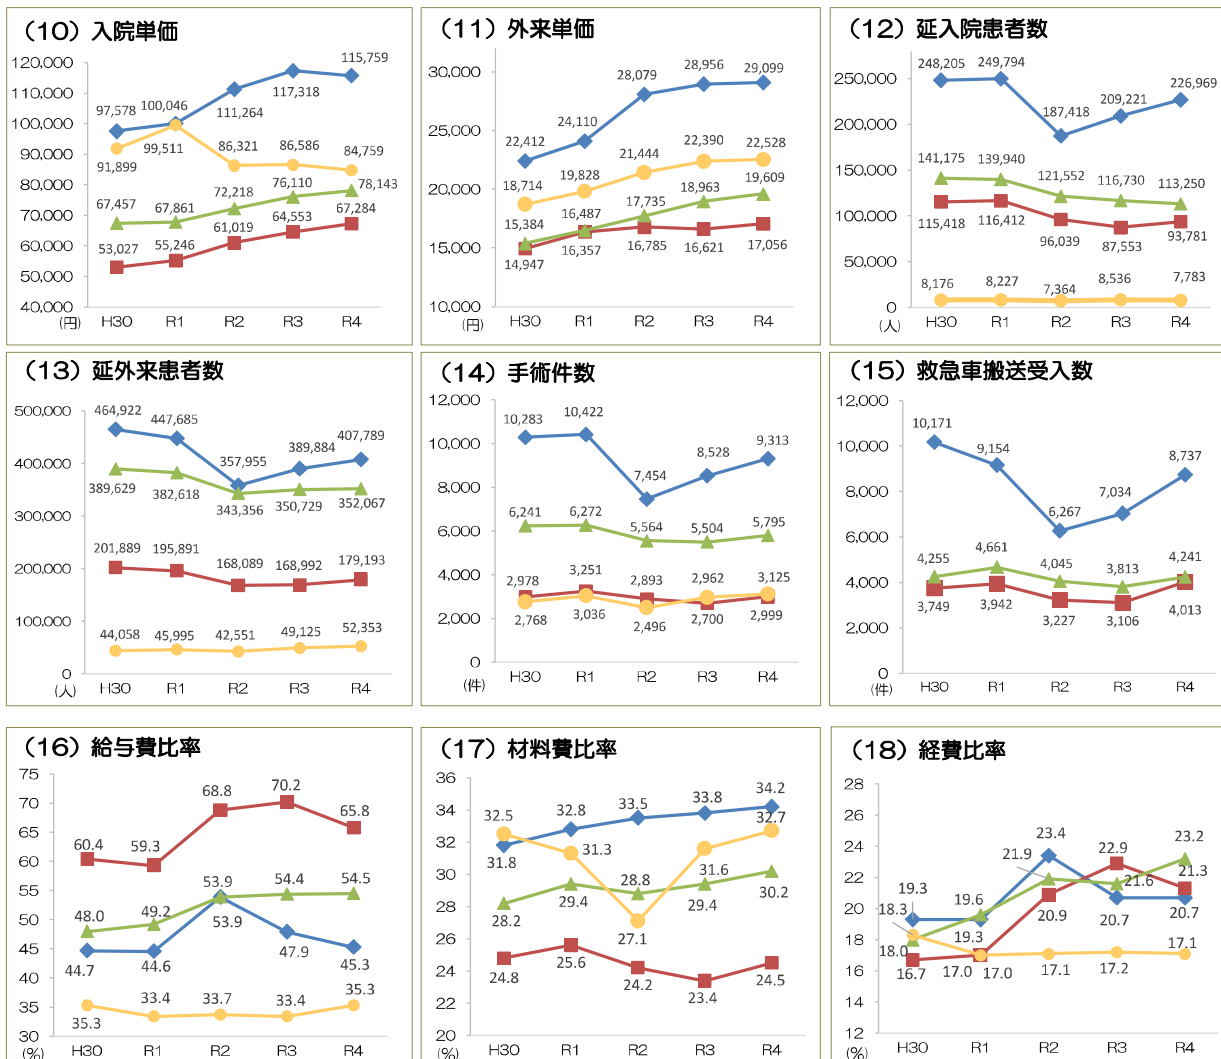 （10）入院単価
120,000
110,000
100,000
90,000
80,000
70,000
60,000
50,000
40,000
(円)
H30 R1 R2 R3 R4
97,578 100,046 111,264 117,318 115,759
91,899 99,511 86,321 86,586 84,759
67,457 67,861 72,218 76,110 78,143
53,027 55,246 61,019 64,553 67,284
（11）外来単価
30,000
25,000
20,000
15,000
10,000
(円)
H30 R1 R2 R3 R4
22,412 24,110 28,079 28,956 29,099
18,714 19,828 21,444 22,390 22,528
15,384 16,487 17,735 18,963 19,609
14,947 16,357 16,785 16,621 17,056
（12）延入院患者数
250,000
200,000
150,000
100,000
50,000
0
(人)
H30 R1 R2 R3 R4
248,205 249,794 187,418 209,221 226,969
141,175 139,940 121,552 116,730 113,250
115,418 116,412 96,039 87,553 93,781
8,176 8,227 7,364 8,536 7,783
（13）延外来患者数
500,000
400,000
300,000
200,000
100,000
0
(人)
H30 R1 R2 R3 R4
464,922 447,685 357,955 389,884 407,789
389,629 382,618 343,356 350,729 352,067
201,889 195,891 168,089 168,992 179,193
44,058 45,995 42,551 49,125 52,353
（14）手術件数
12,000
10,000
8,000
6,000
4,000
2,000
0
(件)
H30 R1 R2 R3 R4
10,283 10,422 7,454 8,528 9,313
6,241 6,272 5,564 5,504 5,795
2,978 3,251 2,893 2,962 3,125
2,768 3,036 2,496 2,700 2,999
（15）救急車搬送受入数
12,000
10,000
8,000
6,000
4,000
2,000
0
(件)
H30 R1 R2 R3 R4
10,171 9,154 6,267 7,034 8,737
4,255 4,661 4,045 3,813 4,241
3,749 3,942 3,227 3,106 4,013
（16）給与費比率
75
70
65
60
55
50
45
40
35
30
(%)
H30 R1 R2 R3 R4
60.4 59.3 68.8 70.2 65.8
48.0 49.2 53.9 54.4 54.5
44.7 44.6 53.9 47.9 45.3
35.3 33.4 33.7 33.4 35.3
（17）材料費比率
36
34
32
30
28
26
24
22
20
(%)
H30 R1 R2 R3 R4
32.5 31.3 27.1 31.6 32.7
31.8 32.8 33.5 33.8 34.2
28.2 29.4 28.8 29.4 30.2
24.8 25.6 24.2 23.4 24.5
（18）経費比率
28
26
24
22
20
18
16
14
12
(%)
H30 R1 R2 R3 R4
19.3 19.3 23.4 20.7 20.7
18.0 19.6 21.9 21.6 23.2
16.7 17.0 20.9 22.9 21.3
18.3 17.0 17.1 17.2 17.1